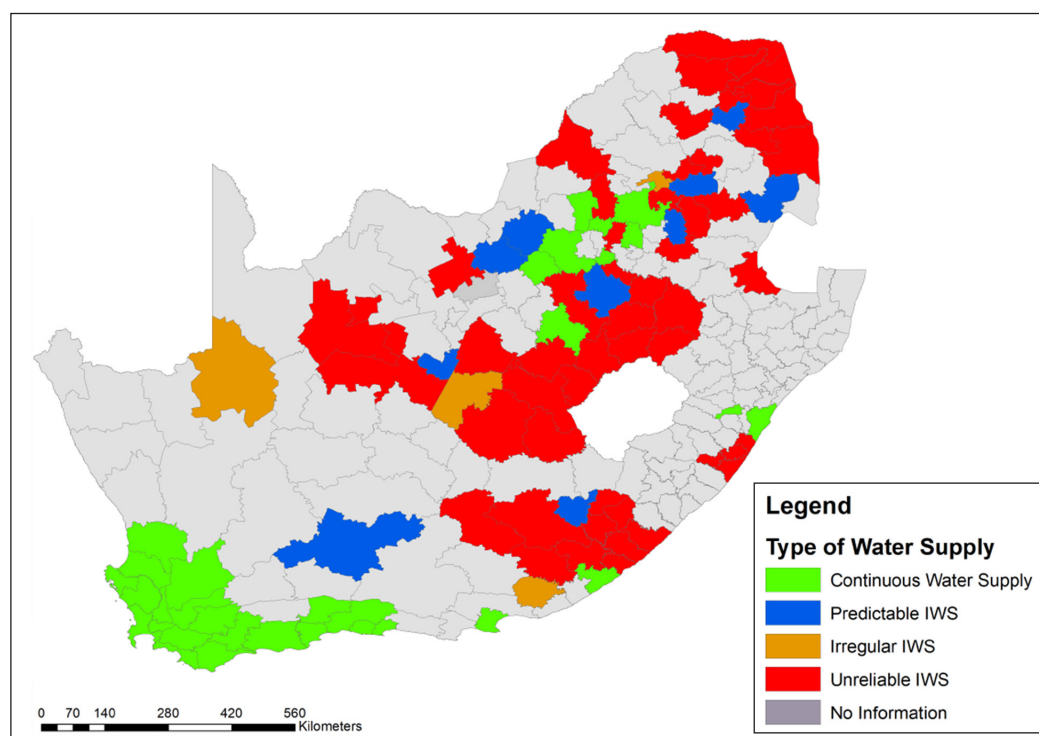 Legend
Type of Water Supply
Continuous Water Supply
Predictable IWS
Irregular IWS
Unreliable IWS
No Information
0 70 140 280 420 560
Kilometers